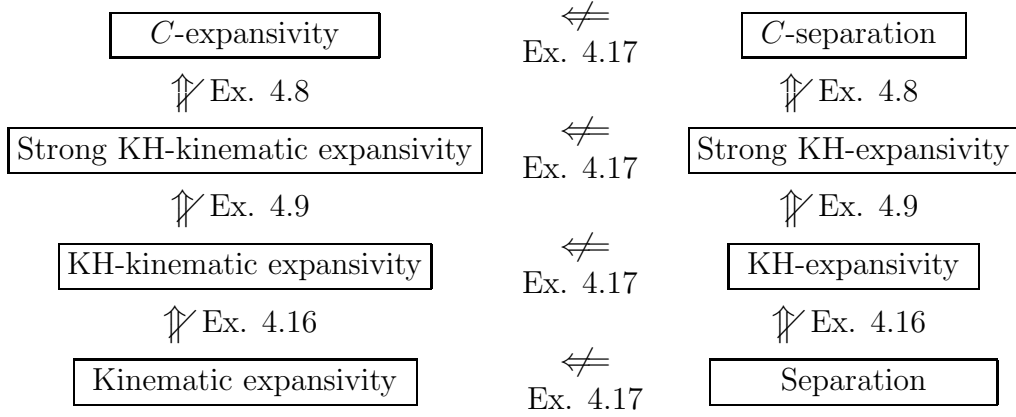 C-expansivity ⇍ C-separation
Ex. 4.17
⇑̸ Ex. 4.8 ⇑̸ Ex. 4.8
Strong KH-kinematic expansivity ⇍ Strong KH-expansivity
Ex. 4.17
⇑̸ Ex. 4.9 ⇑̸ Ex. 4.9
KH-kinematic expansivity ⇍ KH-expansivity
Ex. 4.17
⇑̸ Ex. 4.16 ⇑̸ Ex. 4.16
Kinematic expansivity ⇍ Separation
Ex. 4.17